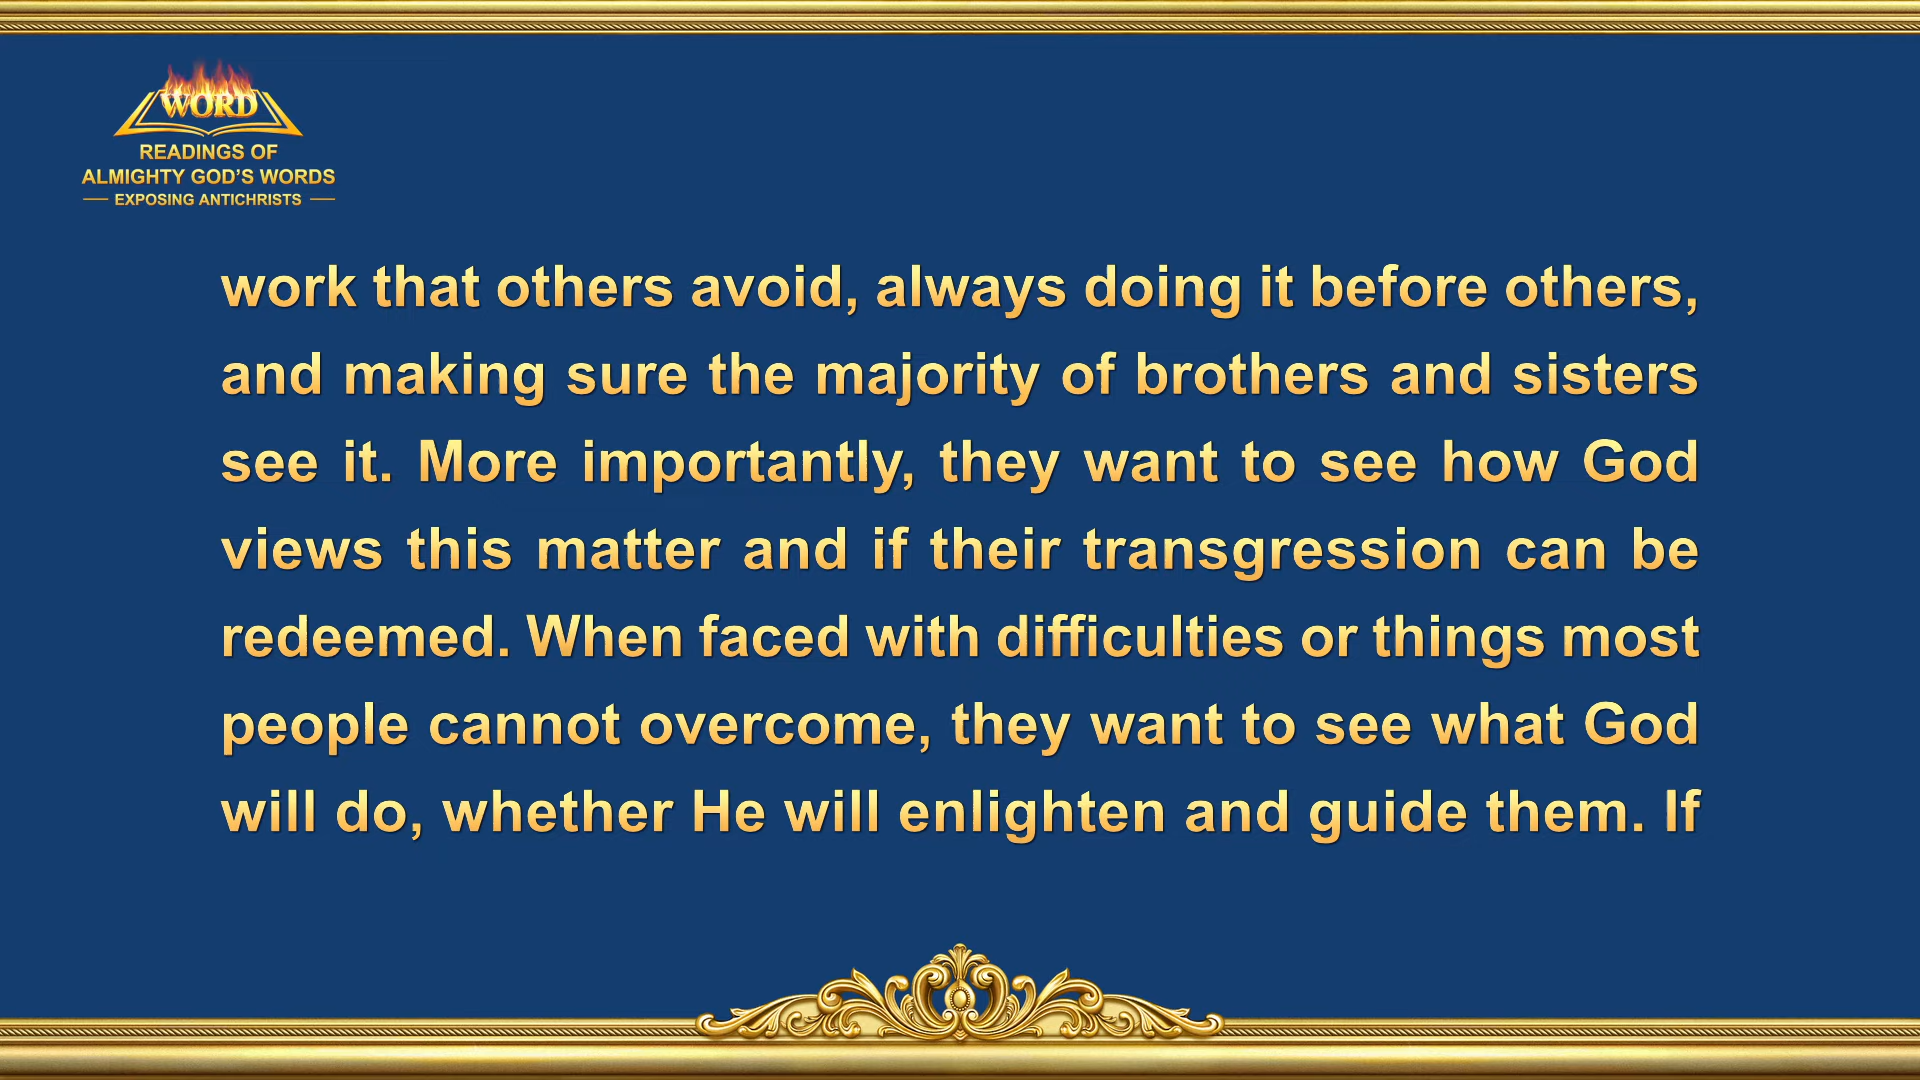 WORD
READINGS OF
ALMIGHTY GOD'S WORDS
EXPOSING ANTICHRISTS
work that others avoid, always doing it before others,
and making sure the majority of brothers and sisters
see it. More importantly, they want to see how God
views this matter and if their transgression can be
redeemed. When faced with difficulties or things most
people cannot overcome, they want to see what God
will do, whether He will enlighten and guide them. If